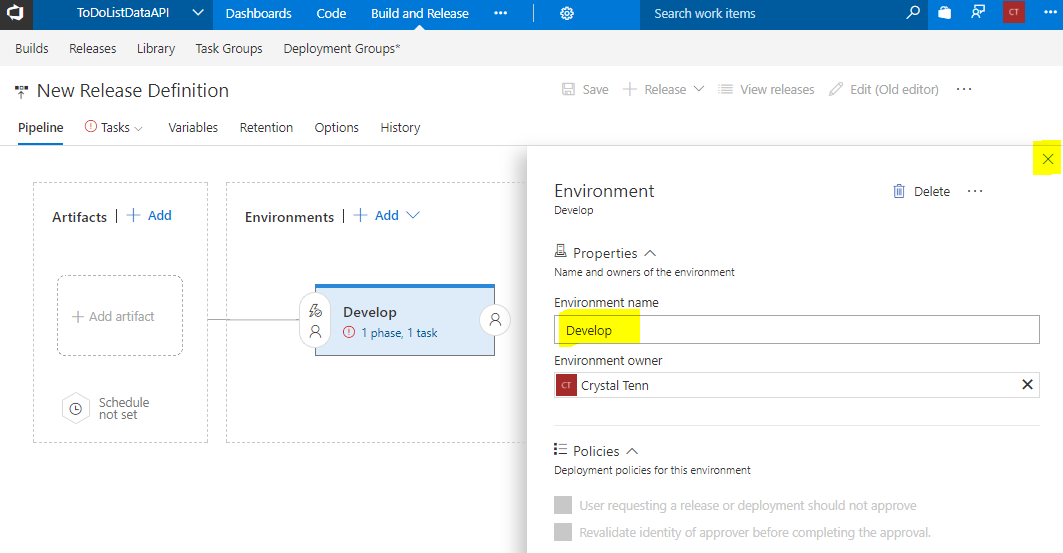 ToDoListDataAPI
Dashboards
Code
Build and Release
Search work items
CT
Builds
Releases
Library
Task Groups
Deployment Groups*
New Release Definition
Save
Release
View releases
Edit (Old editor)
Pipeline
Tasks
Variables
Retention
Options
History
Artifacts | + Add
Environments | + Add
+ Add artifact
Develop
1 phase, 1 task
Schedule
not set
Environment
Delete
Develop
Properties
Name and owners of the environment
Environment name
Develop
Environment owner
CT Crystal Tenn
Policies
Deployment policies for this environment
User requesting a release or deployment should not approve
Revalidate identity of approver before completing the approval.